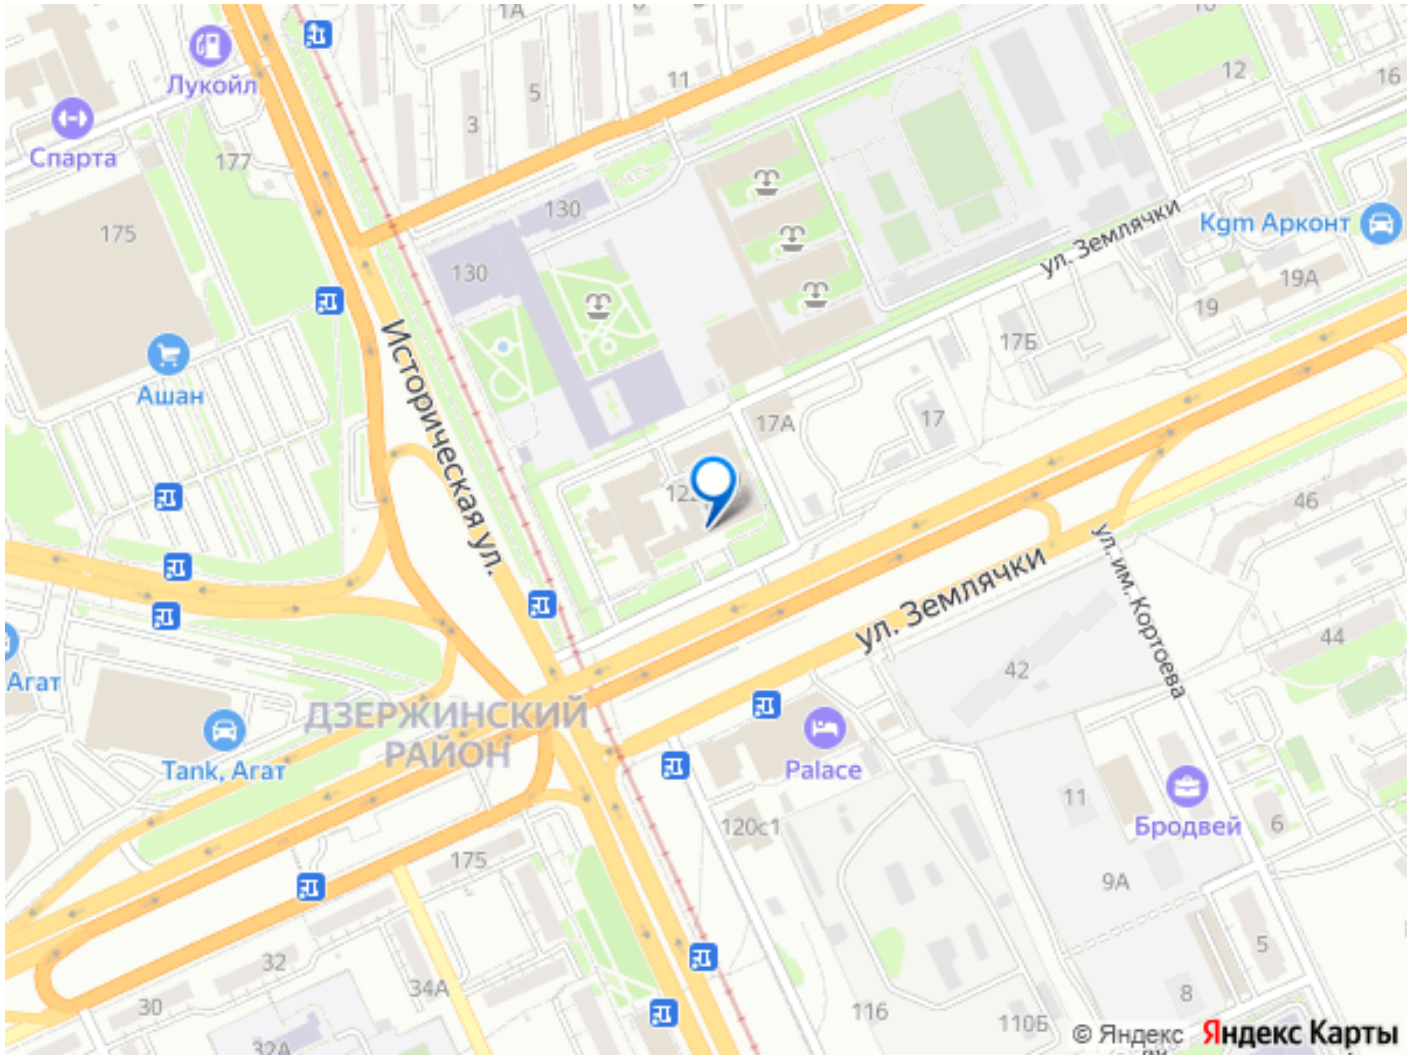 1А
Лукойл
11
5
12
16
3
Спарта
177
130
175
Kgm Арконт
ул. Землячки
130
19А
19
17Б
Историческая ул.
Ашан
17А
17
46
ул. Землячки
ул. им. Кортоева
44
42
Агат
ДЗЕРЖИНСКИЙ
РАЙОН
Tank, Агат
Palace
11
120с1
Бродвей
6
175
9А
5
32
34А
30
8
116
110Б
32А
© Яндекс Яндекс Карты